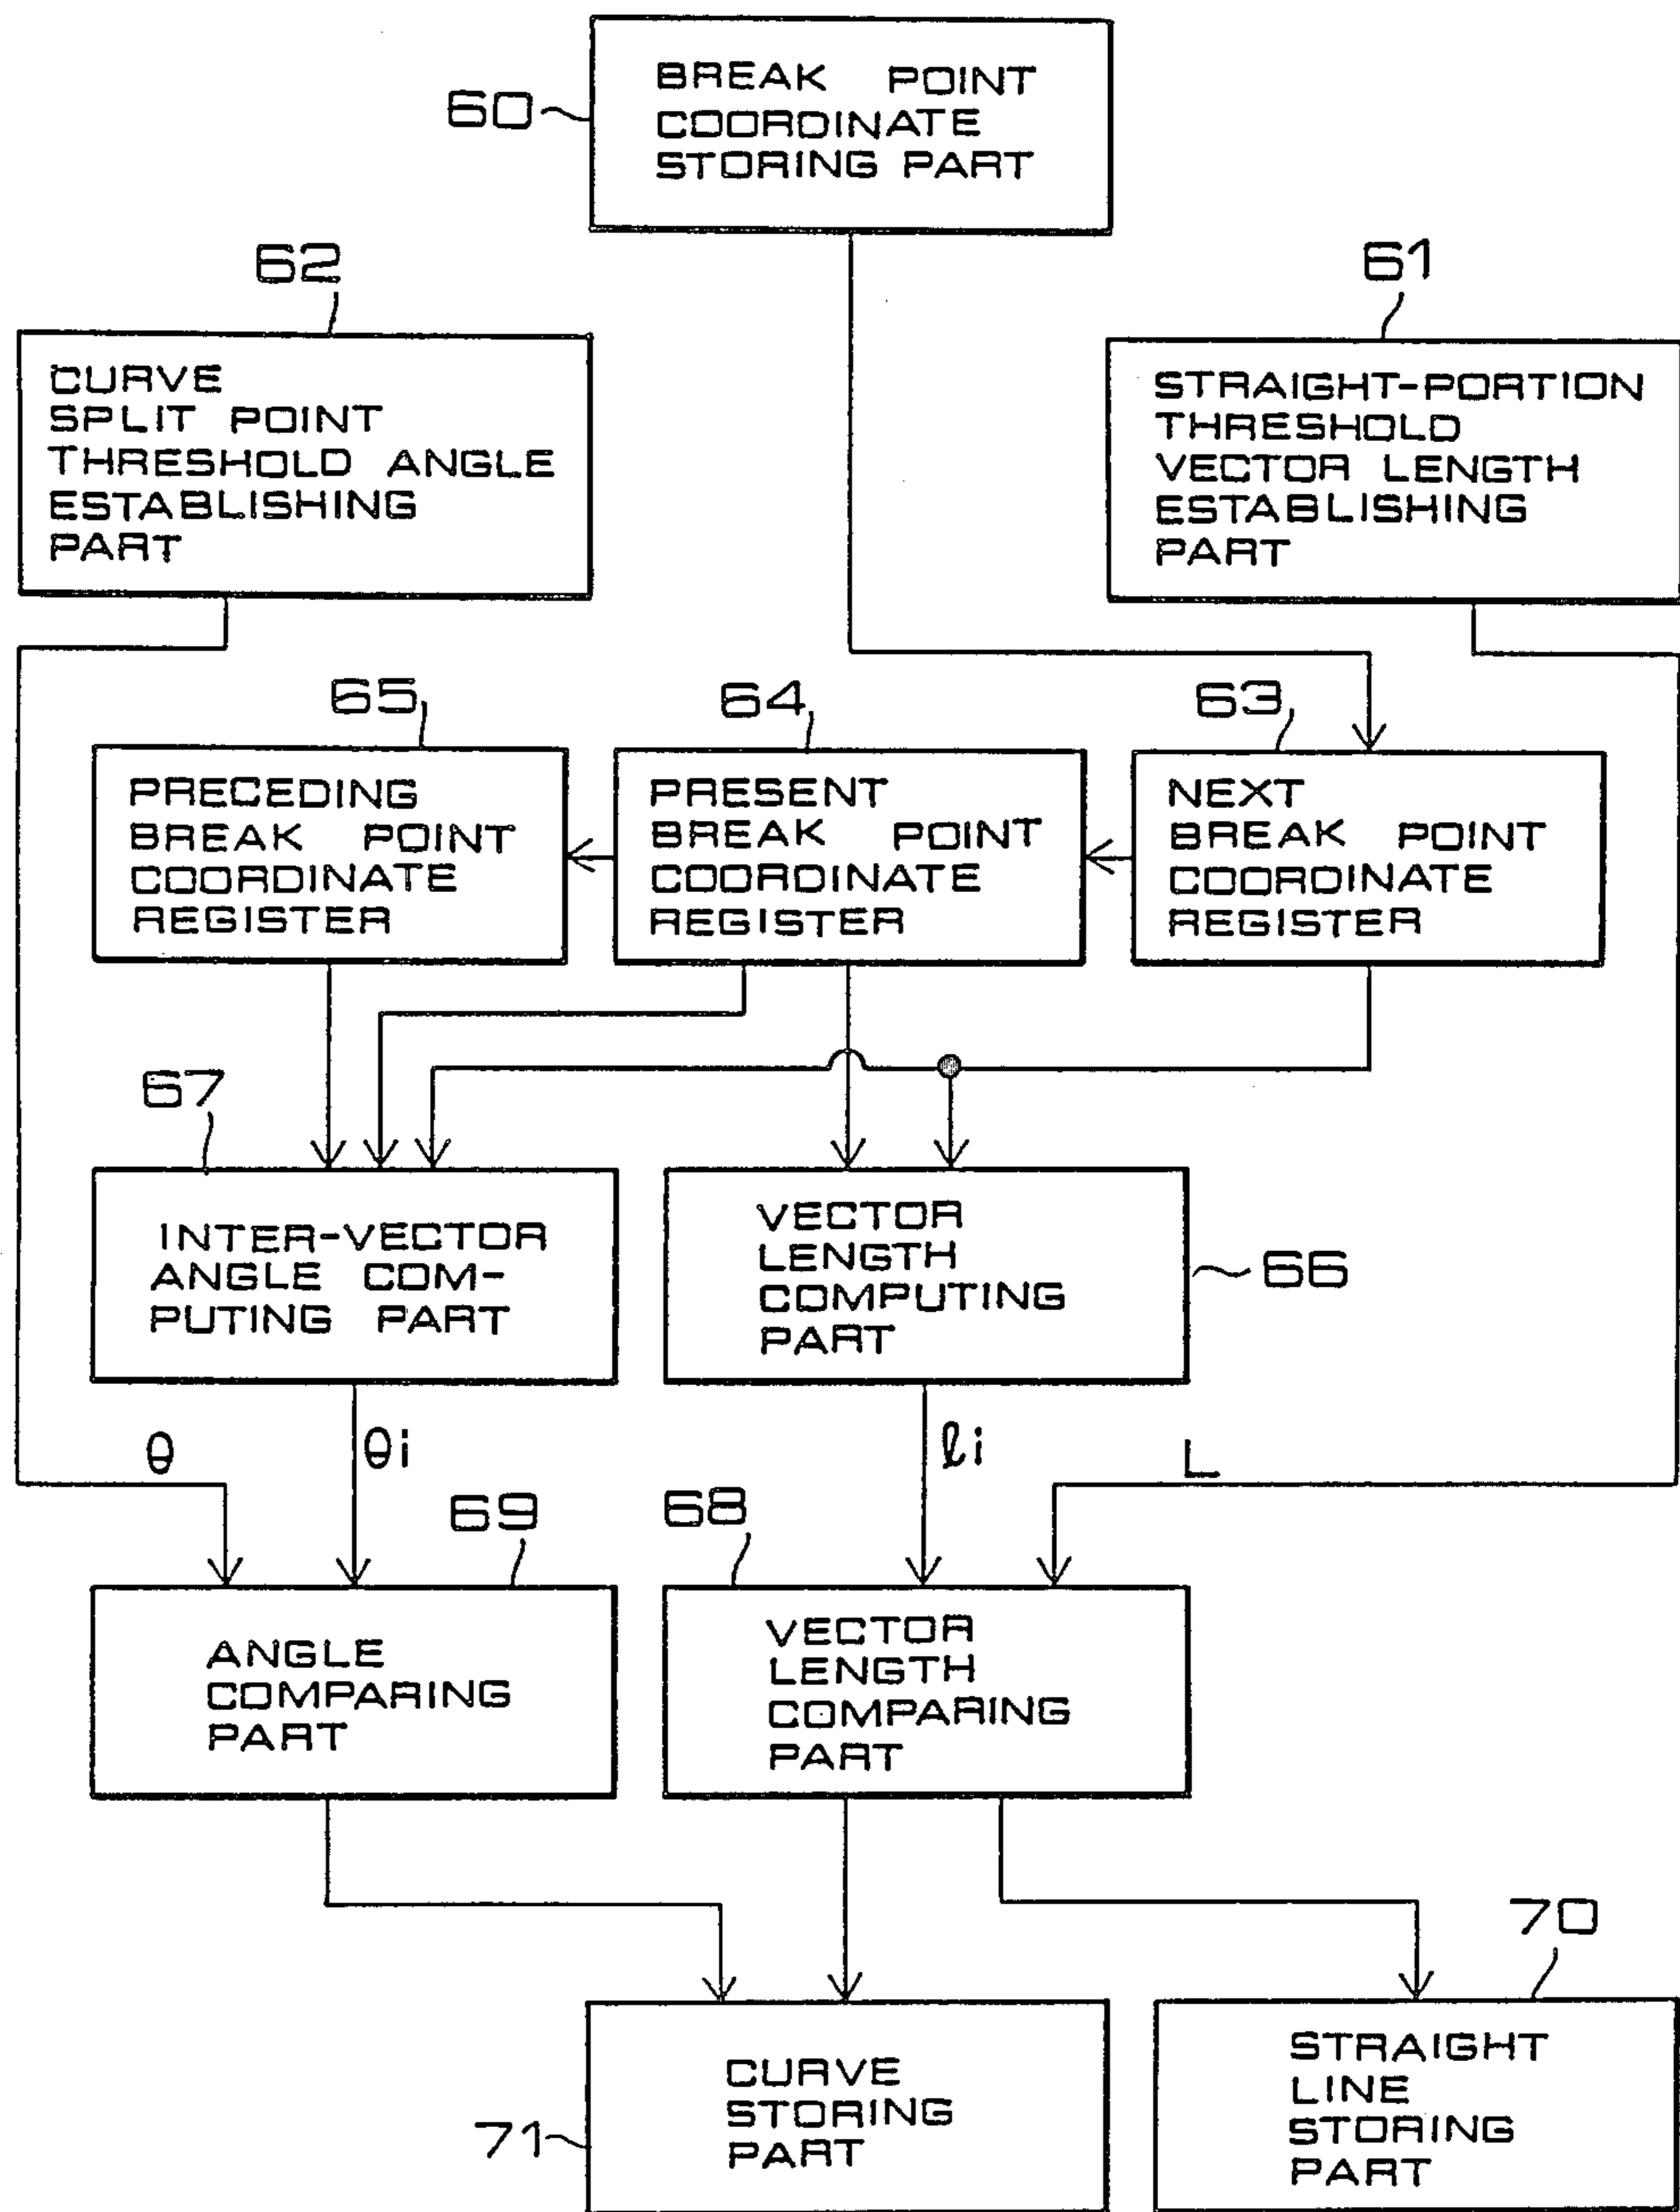 60
BREAK POINT
COORDINATE
STORING PART
62
CURVE
SPLIT POINT
THRESHOLD ANGLE
ESTABLISHING
PART
61
STRAIGHT-PORTION
THRESHOLD
VECTOR LENGTH
ESTABLISHING
PART
65
PRECEDING
BREAK POINT
COORDINATE
REGISTER
64
PRESENT
BREAK POINT
COORDINATE
REGISTER
63
NEXT
BREAK POINT
COORDINATE
REGISTER
67
INTER-VECTOR
ANGLE COM-
PUTING PART
VECTOR
LENGTH
COMPUTING
PART
66
θ
θi
ℓi
L
69
ANGLE
COMPARING
PART
68
VECTOR
LENGTH
COMPARING
PART
71
CURVE
STORING
PART
70
STRAIGHT
LINE
STORING
PART